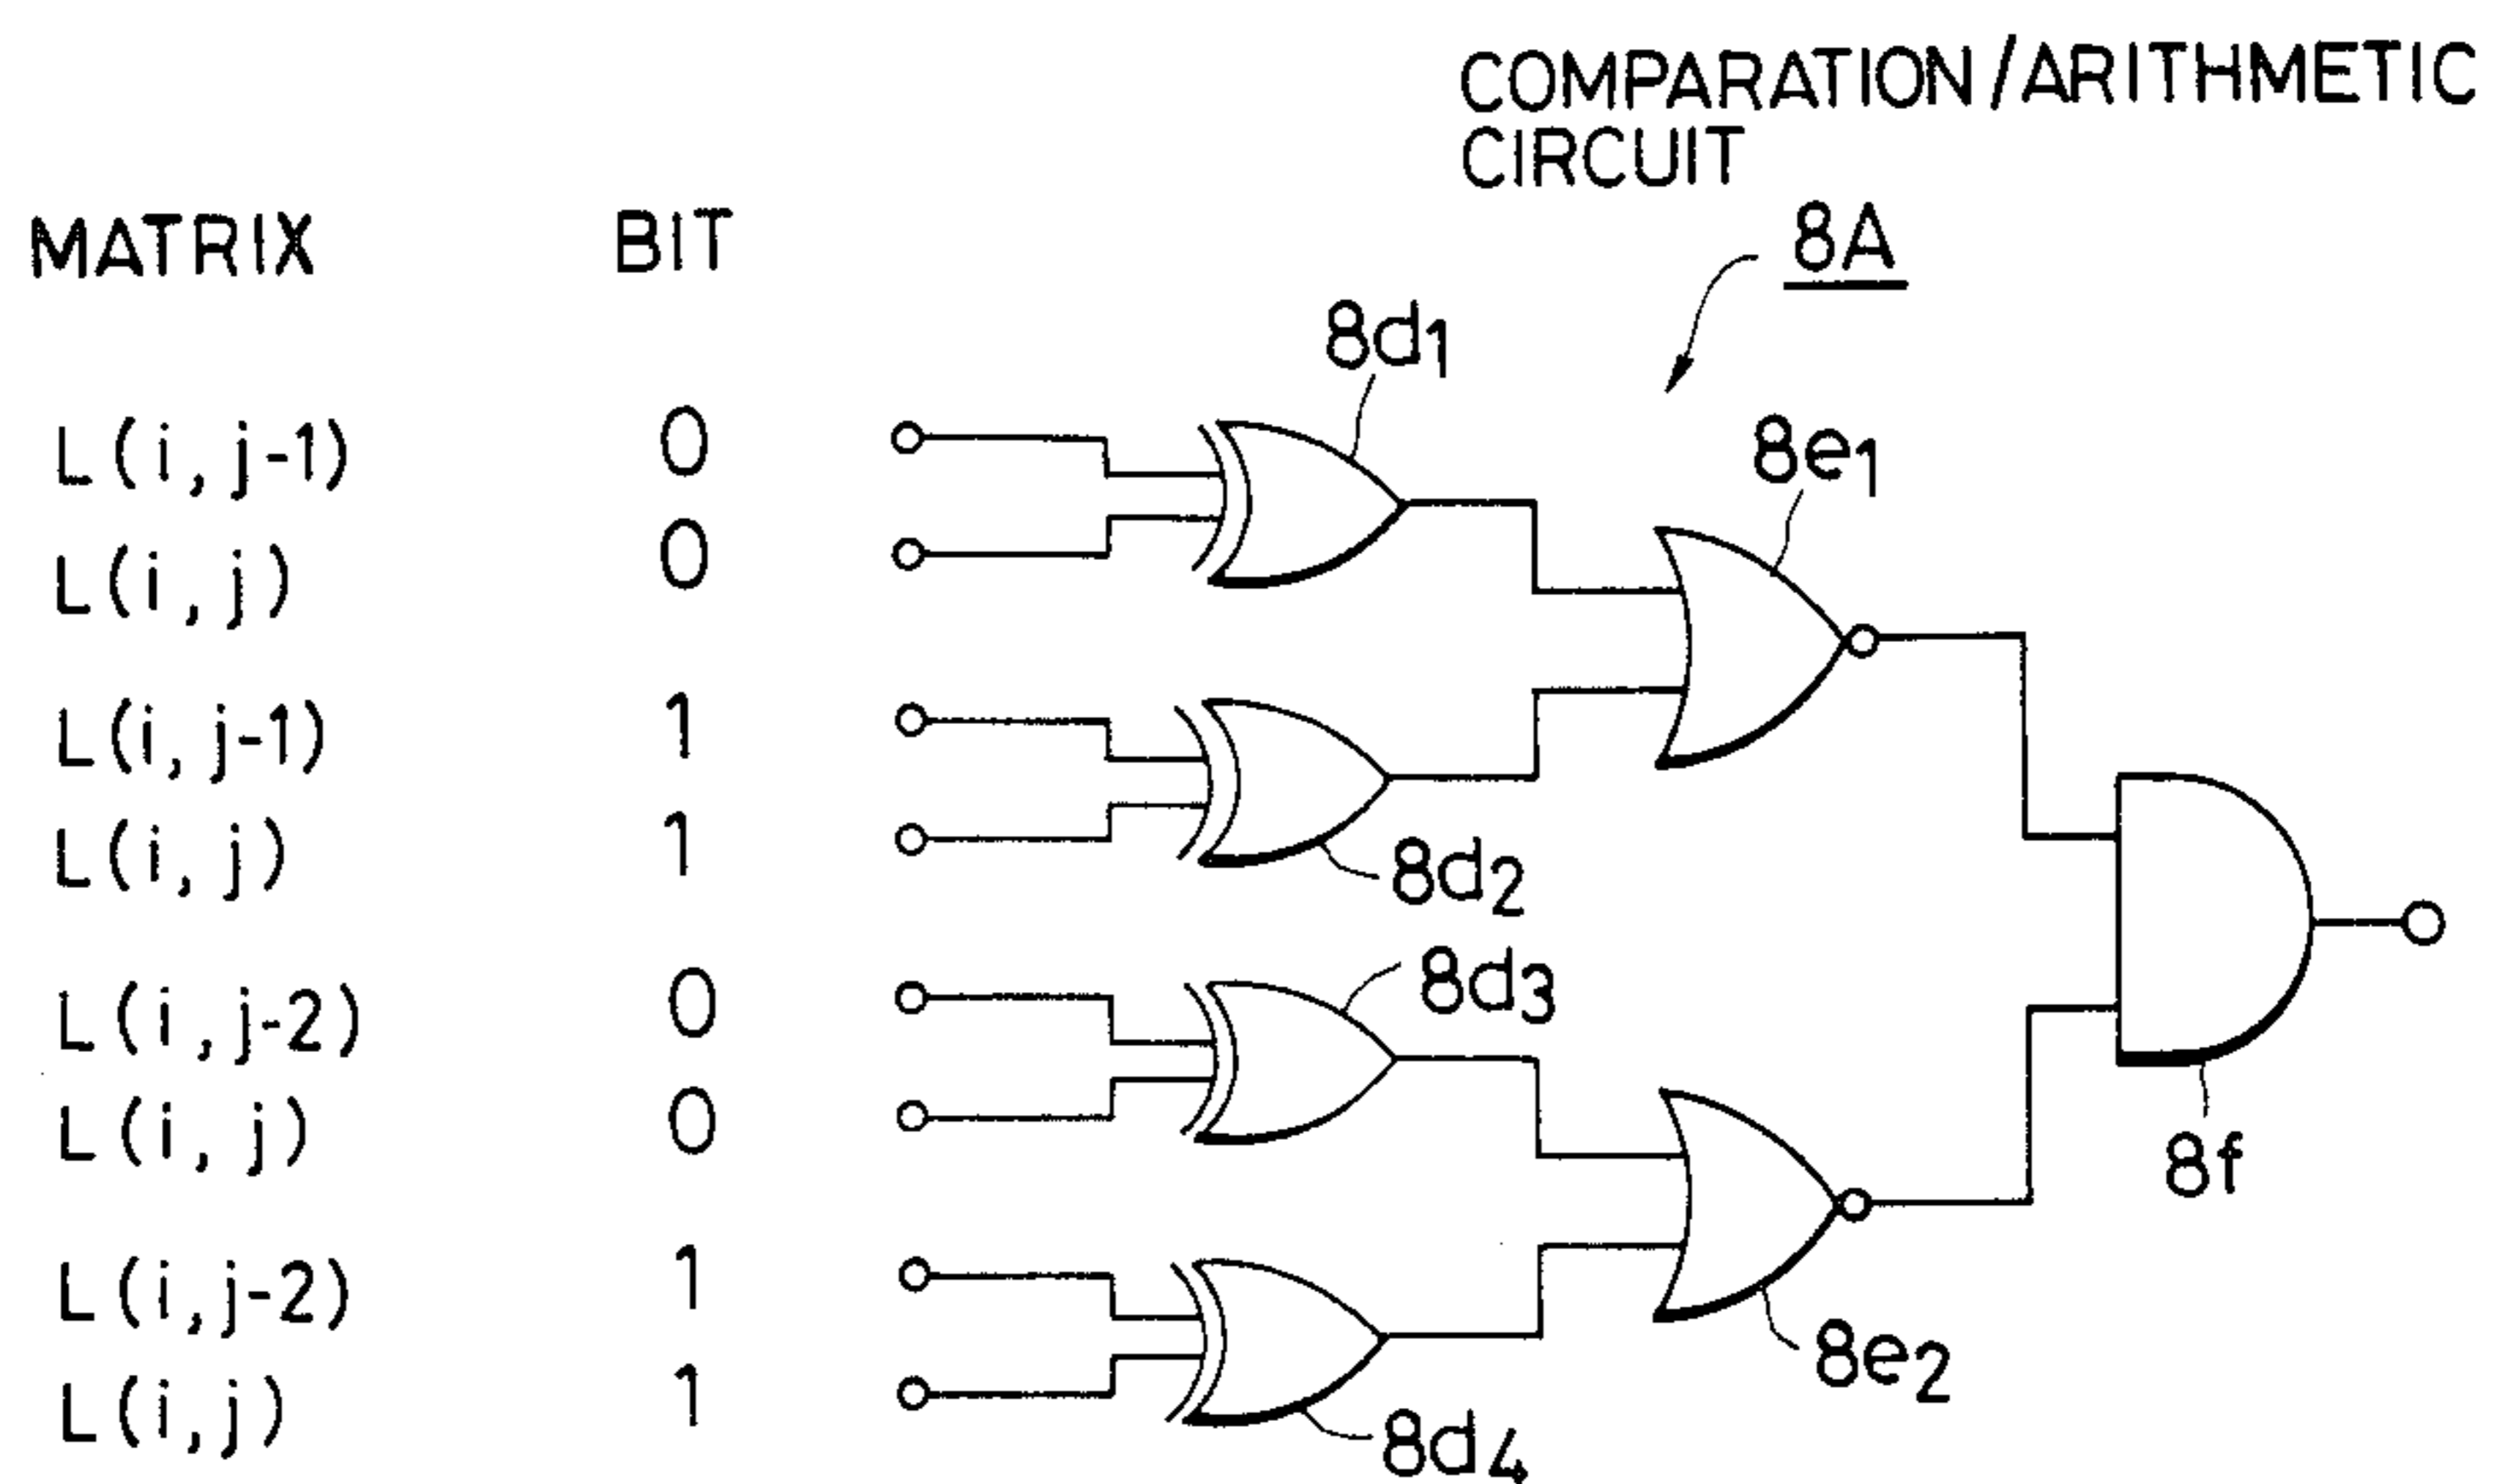 COMPARATION/ARITHMETIC
CIRCUIT
8A
MATRIX BIT
8d1
L(i,j-1) 0
8e1
L(i,j) 0
L(i,j-1) 1
L(i,j) 1
8d2
8d3
L(i,j-2) 0
L(i,j) 0
8f
L(i,j-2) 1
8e2
L(i,j) 1
8d4